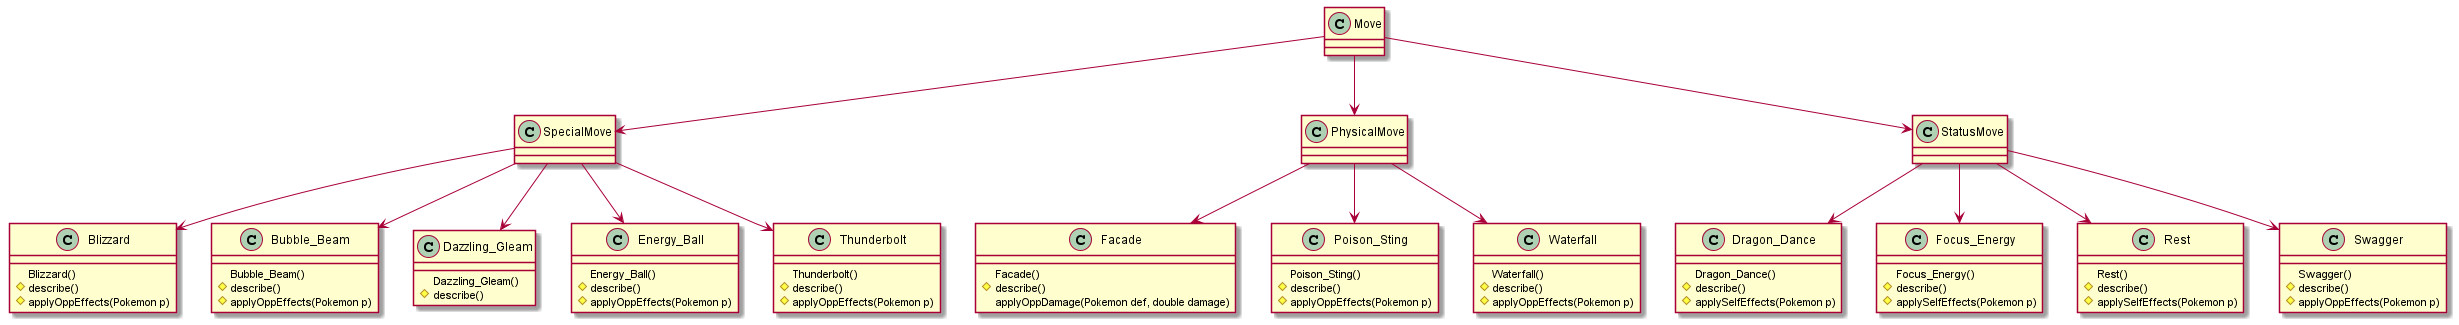 C Move
C SpecialMove
C PhysicalMove
C StatusMove
C Blizzard
Blizzard()
describe()
applyOppEffects(Pokemon p)
C Bubble_Beam
Bubble_Beam()
describe()
applyOppEffects(Pokemon p)
C Dazzling_Gleam
Dazzling_Gleam()
describe()
C Energy_Ball
Energy_Ball()
describe()
applyOppEffects(Pokemon p)
C Thunderbolt
Thunderbolt()
describe()
applyOppEffects(Pokemon p)
C Facade
Facade()
describe()
applyOppDamage(Pokemon def, double damage)
C Poison_Sting
Poison_Sting()
describe()
applyOppEffects(Pokemon p)
C Waterfall
Waterfall()
describe()
applyOppEffects(Pokemon p)
C Dragon_Dance
Dragon_Dance()
describe()
applySelfEffects(Pokemon p)
C Focus_Energy
Focus_Energy()
describe()
applySelfEffects(Pokemon p)
C Rest
Rest()
describe()
applySelfEffects(Pokemon p)
C Swagger
Swagger()
describe()
applyOppEffects(Pokemon p)